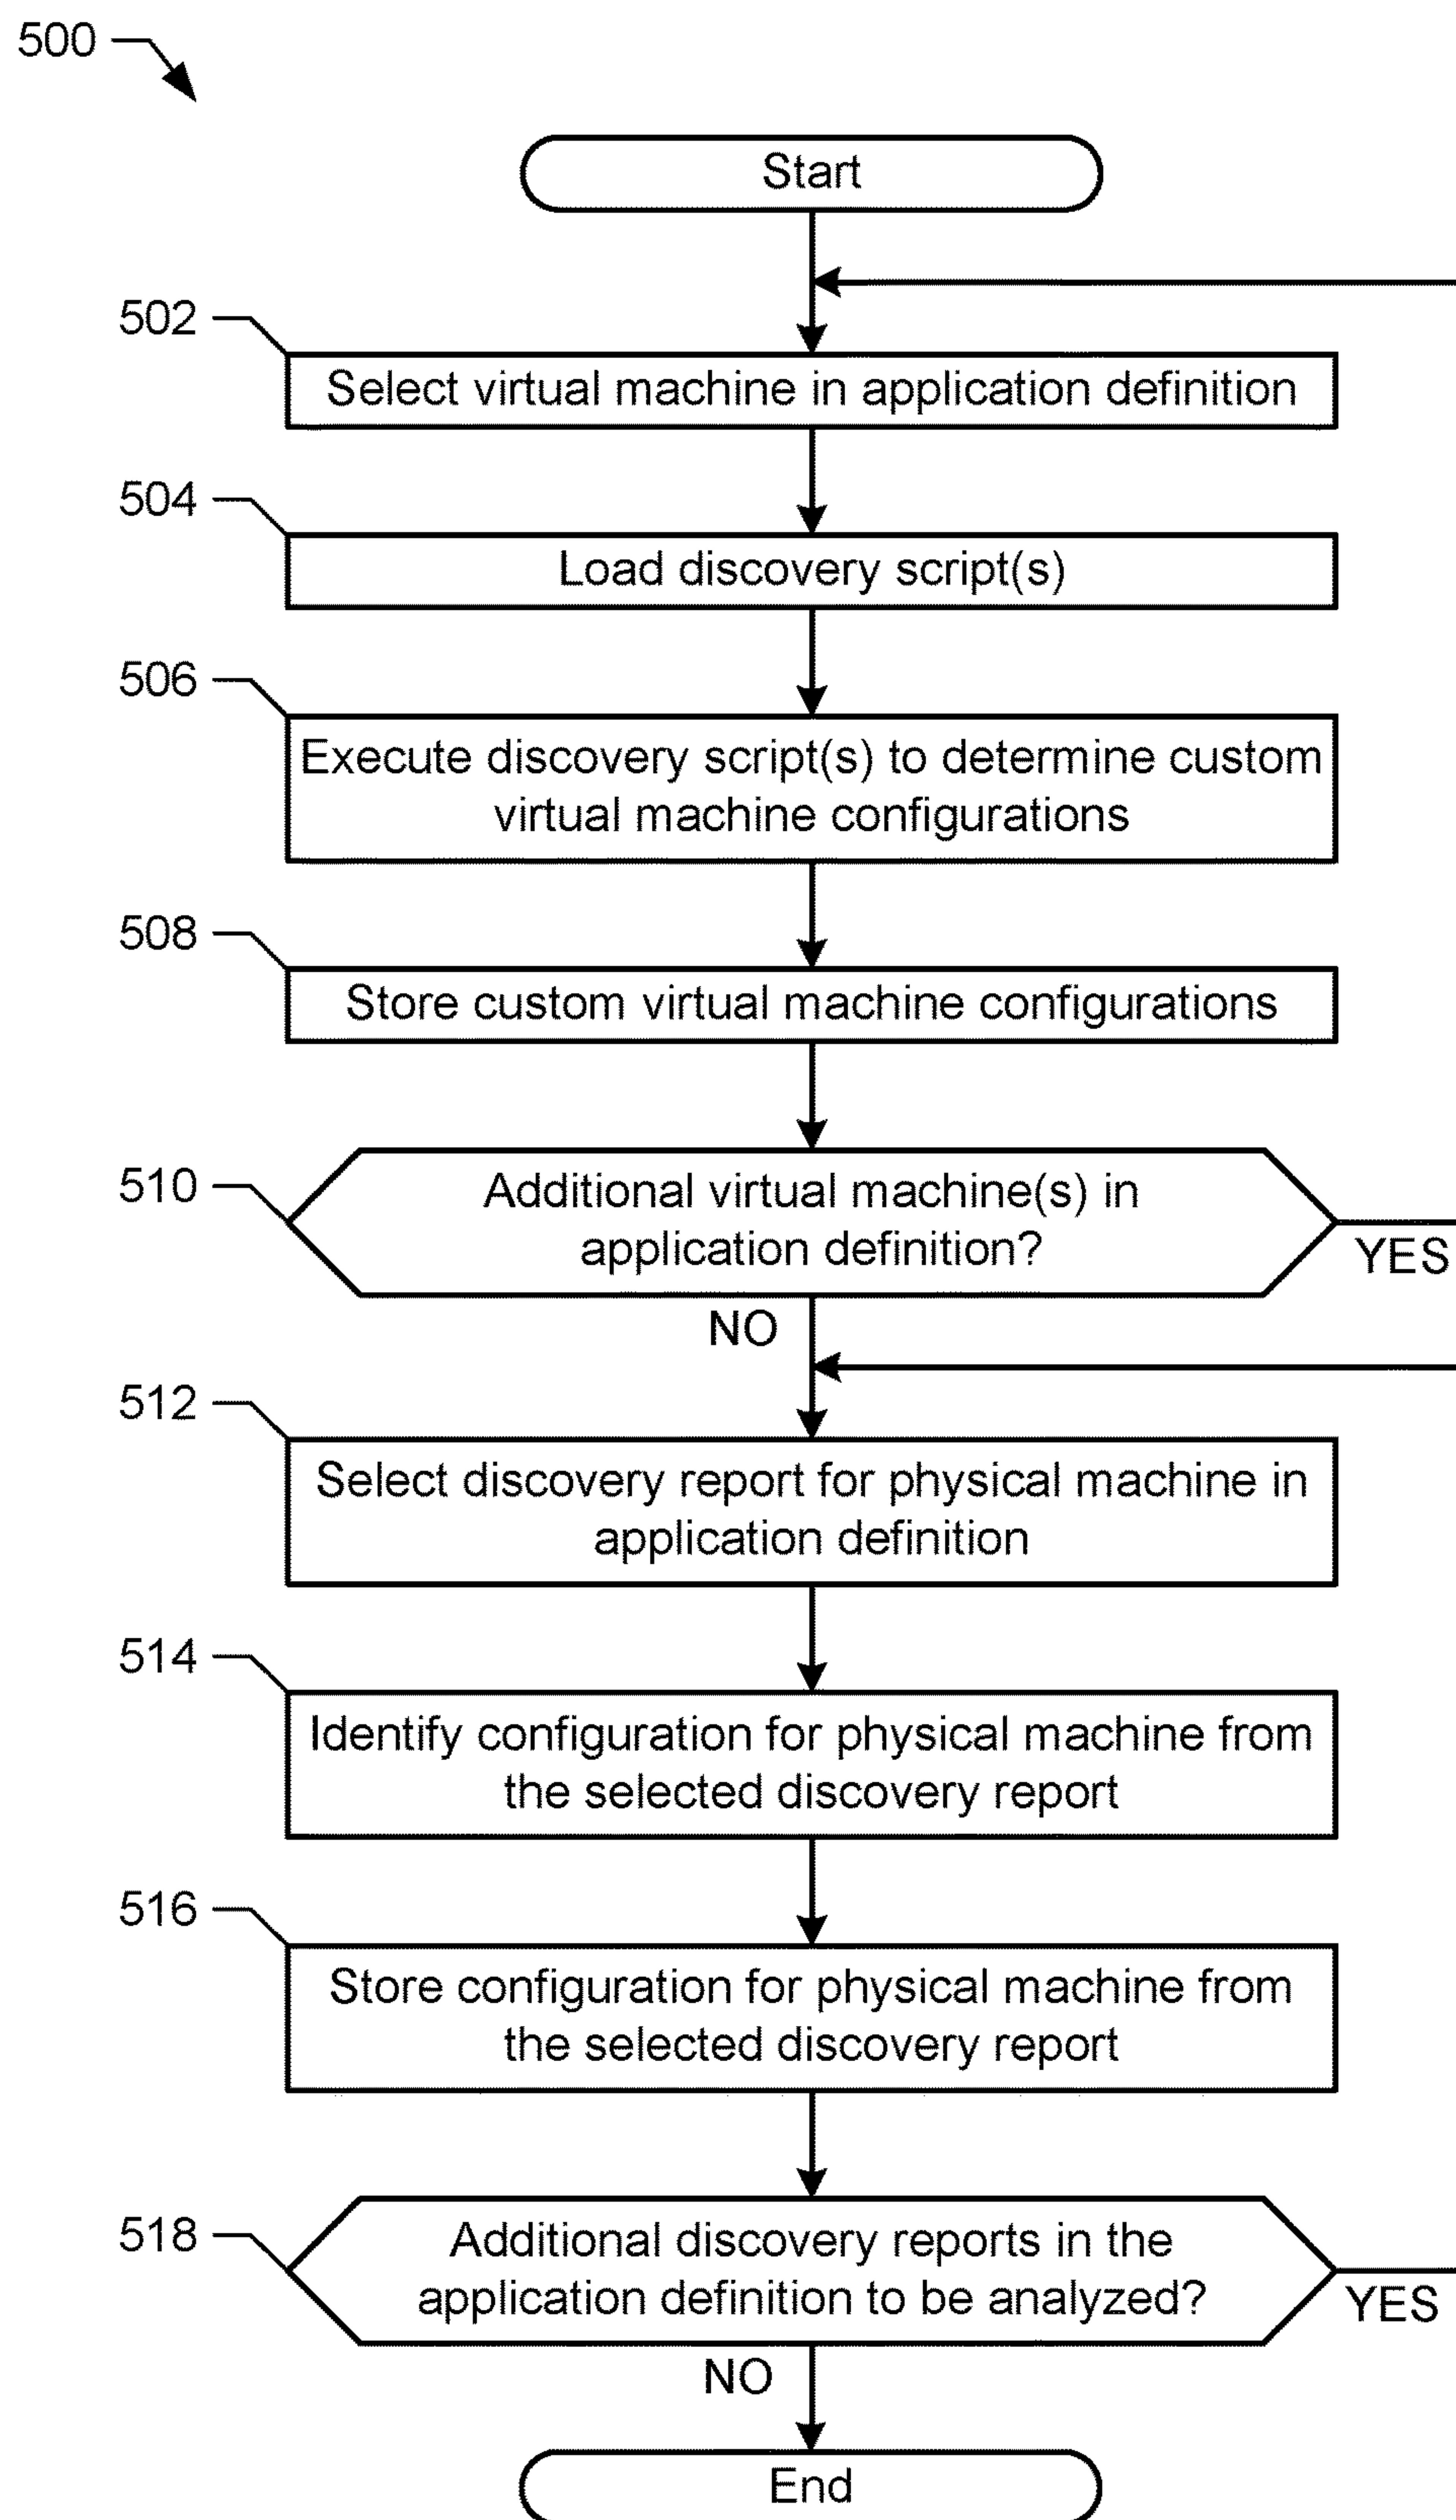 500
Start
502
Select virtual machine in application definition
504
Load discovery script(s)
506
Execute discovery script(s) to determine custom
virtual machine configurations
508
Store custom virtual machine configurations
510
Additional virtual machine(s) in
application definition?
YES
NO
512
Select discovery report for physical machine in
application definition
514
Identify configuration for physical machine from
the selected discovery report
516
Store configuration for physical machine from
the selected discovery report
518
Additional discovery reports in the
application definition to be analyzed?
YES
NO
End